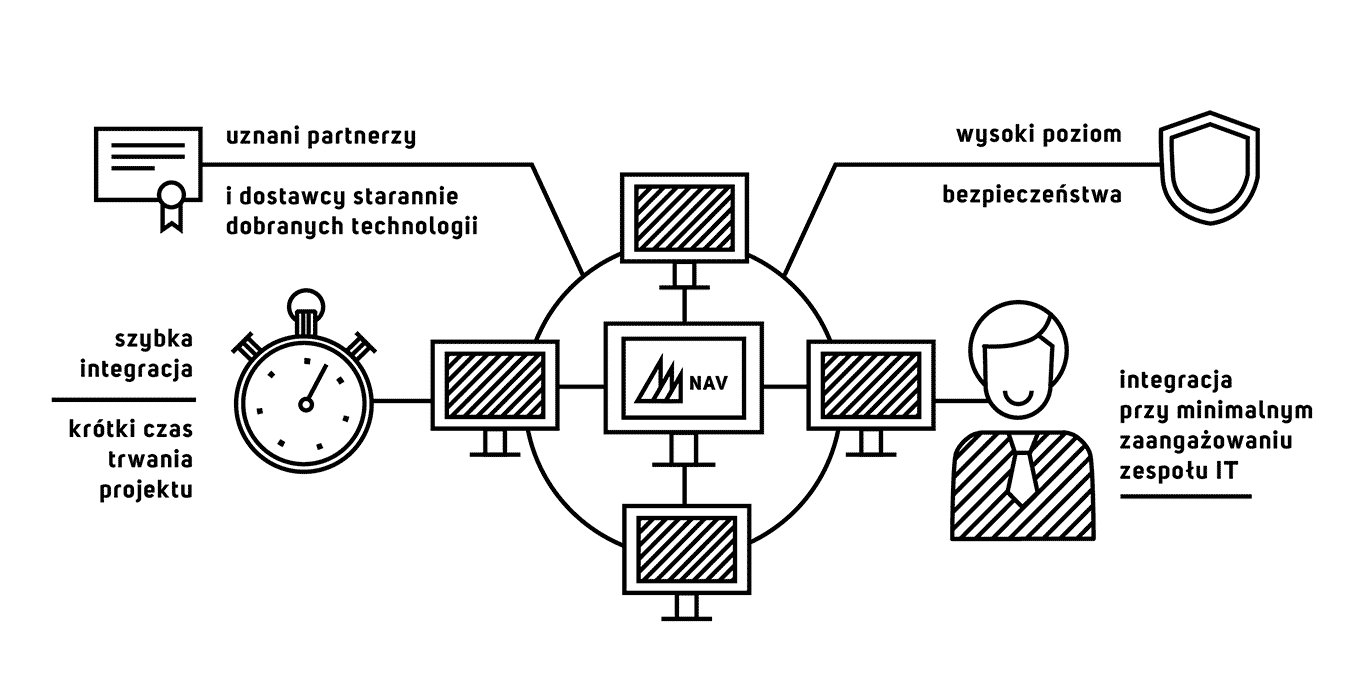 uznani partnerzy
i dostawcy starannie
dobranych technologii
wysoki poziom
bezpieczeństwa
szybka
integracja
krótki czas
trwania
projektu
NAV
integracja
przy minimalnym
zaangażowaniu
zespołu IT